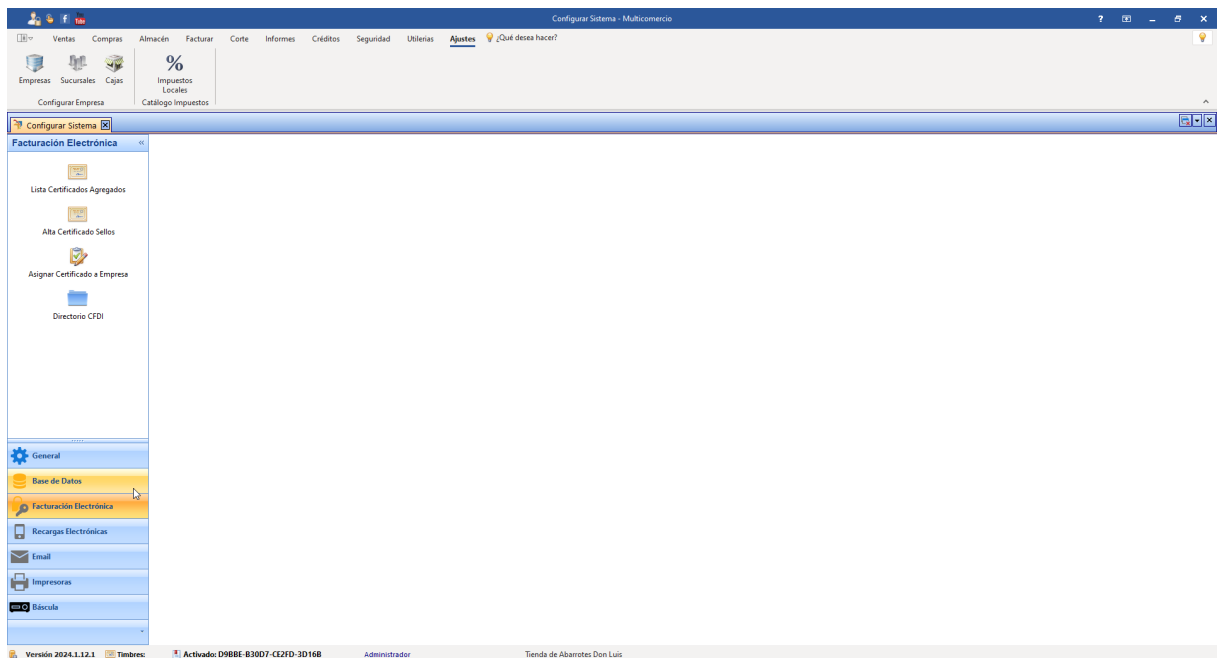 Configurar Sistema - Multicomercio
Ventas Compras Almacén Facturar Corte Informes Créditos Seguridad Utilerias Ajustes ¿Qué desea hacer?
Empresas Sucursales Cajas Impuestos Locales
Configurar Empresa Catálogo Impuestos
Configurar Sistema
Facturación Electrónica
Lista Certificados Agregados
Alta Certificado Sellos
Asignar Certificado a Empresa
Directorio CFDI
General
Base de Datos
Facturación Electrónica
Recargas Electrónicas
Email
Impresoras
Báscula
Versión 2024.1.12.1 Timbres: Activado: D9BBE-B30D7-CE2FD-3D16B Administrador Tienda de Abarrotes Don Luis